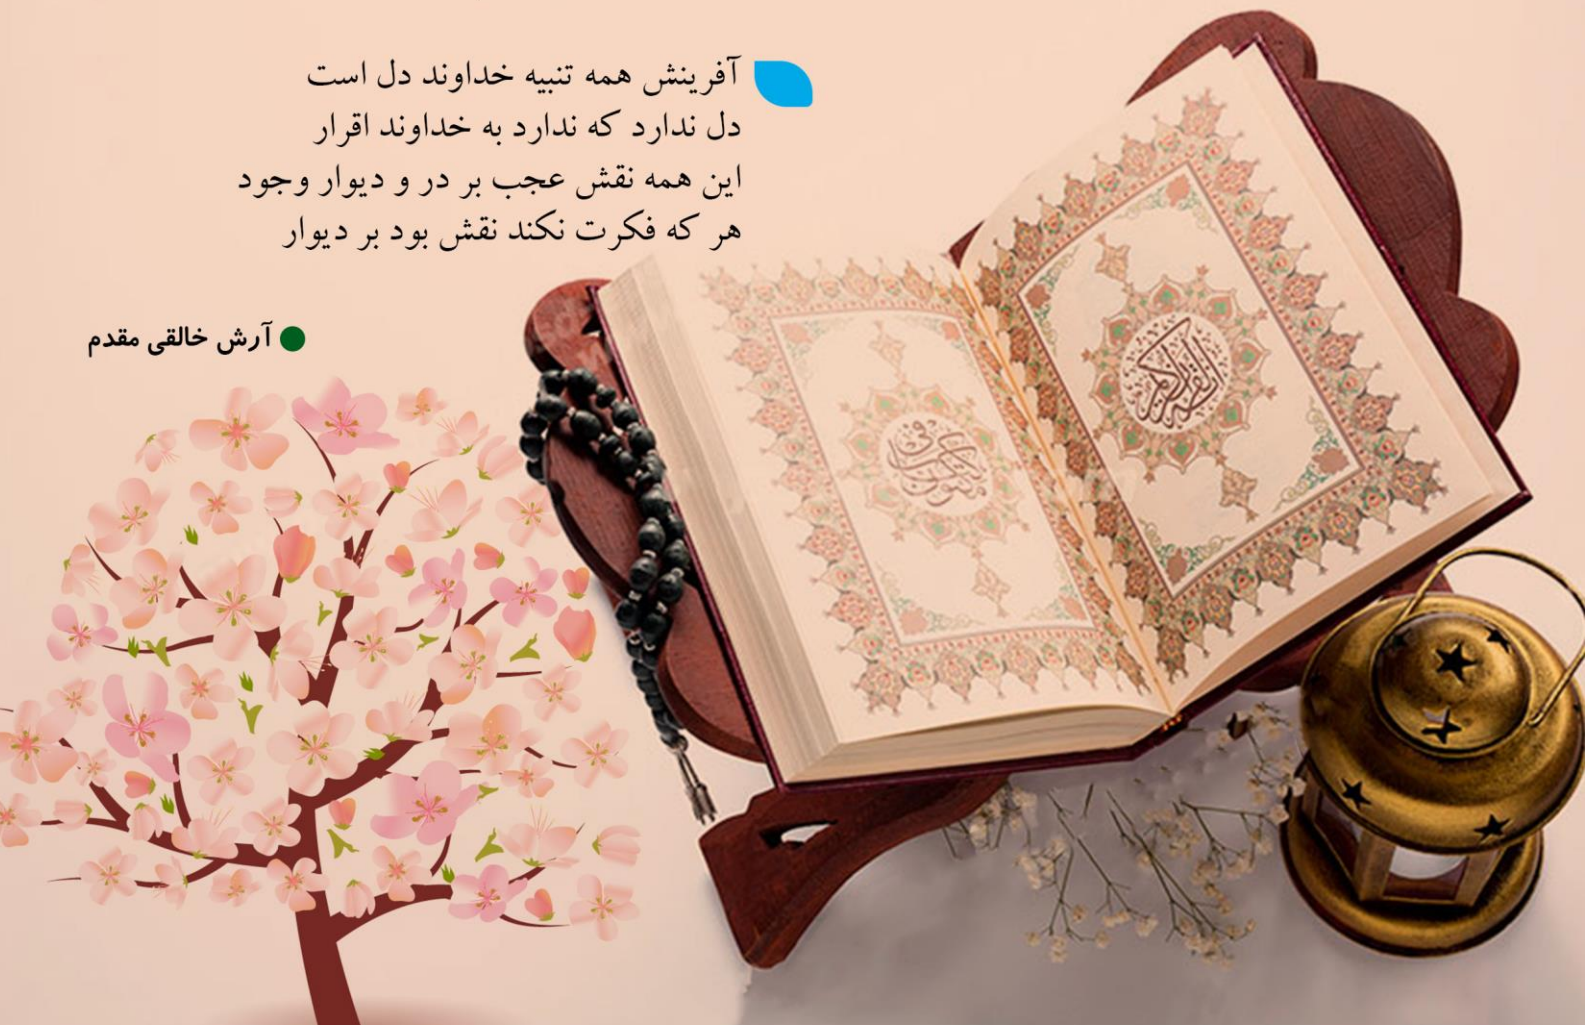 آفرینش همه تنبیه خداوند دل است
دل ندارد که ندارد به خداوند اقرار
این همه نقش عجب بر در و دیوار وجود
هر که فکرت نکند نقش بود بر دیوار
آرش خالقی مقدم